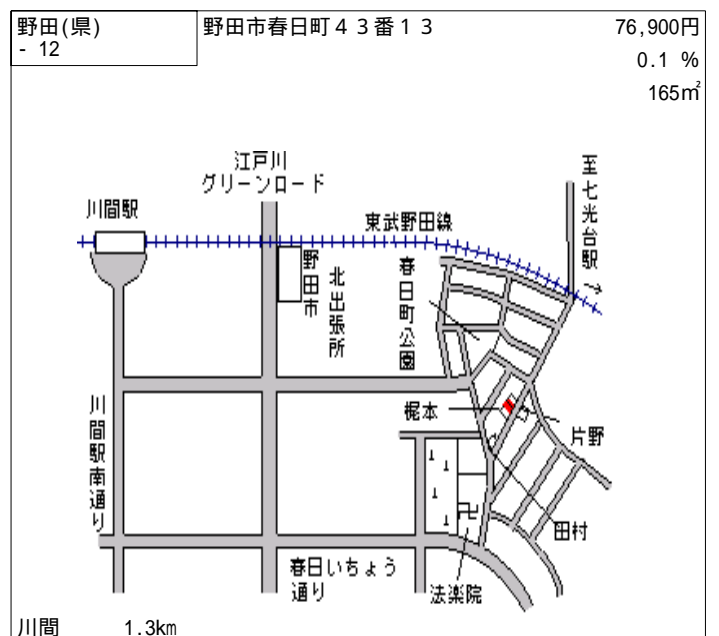 野田(県)
- 12
野田市春日町４３番１３
76,900円
0.1 %
165㎡
江戸川
グリーンロード
至七光台駅
川間駅
東武野田線
野田市
北出張所
春日町公園
梶本
片野
川間駅南通り
田村
春日いちょう
通り
法楽院
川間
1.3km